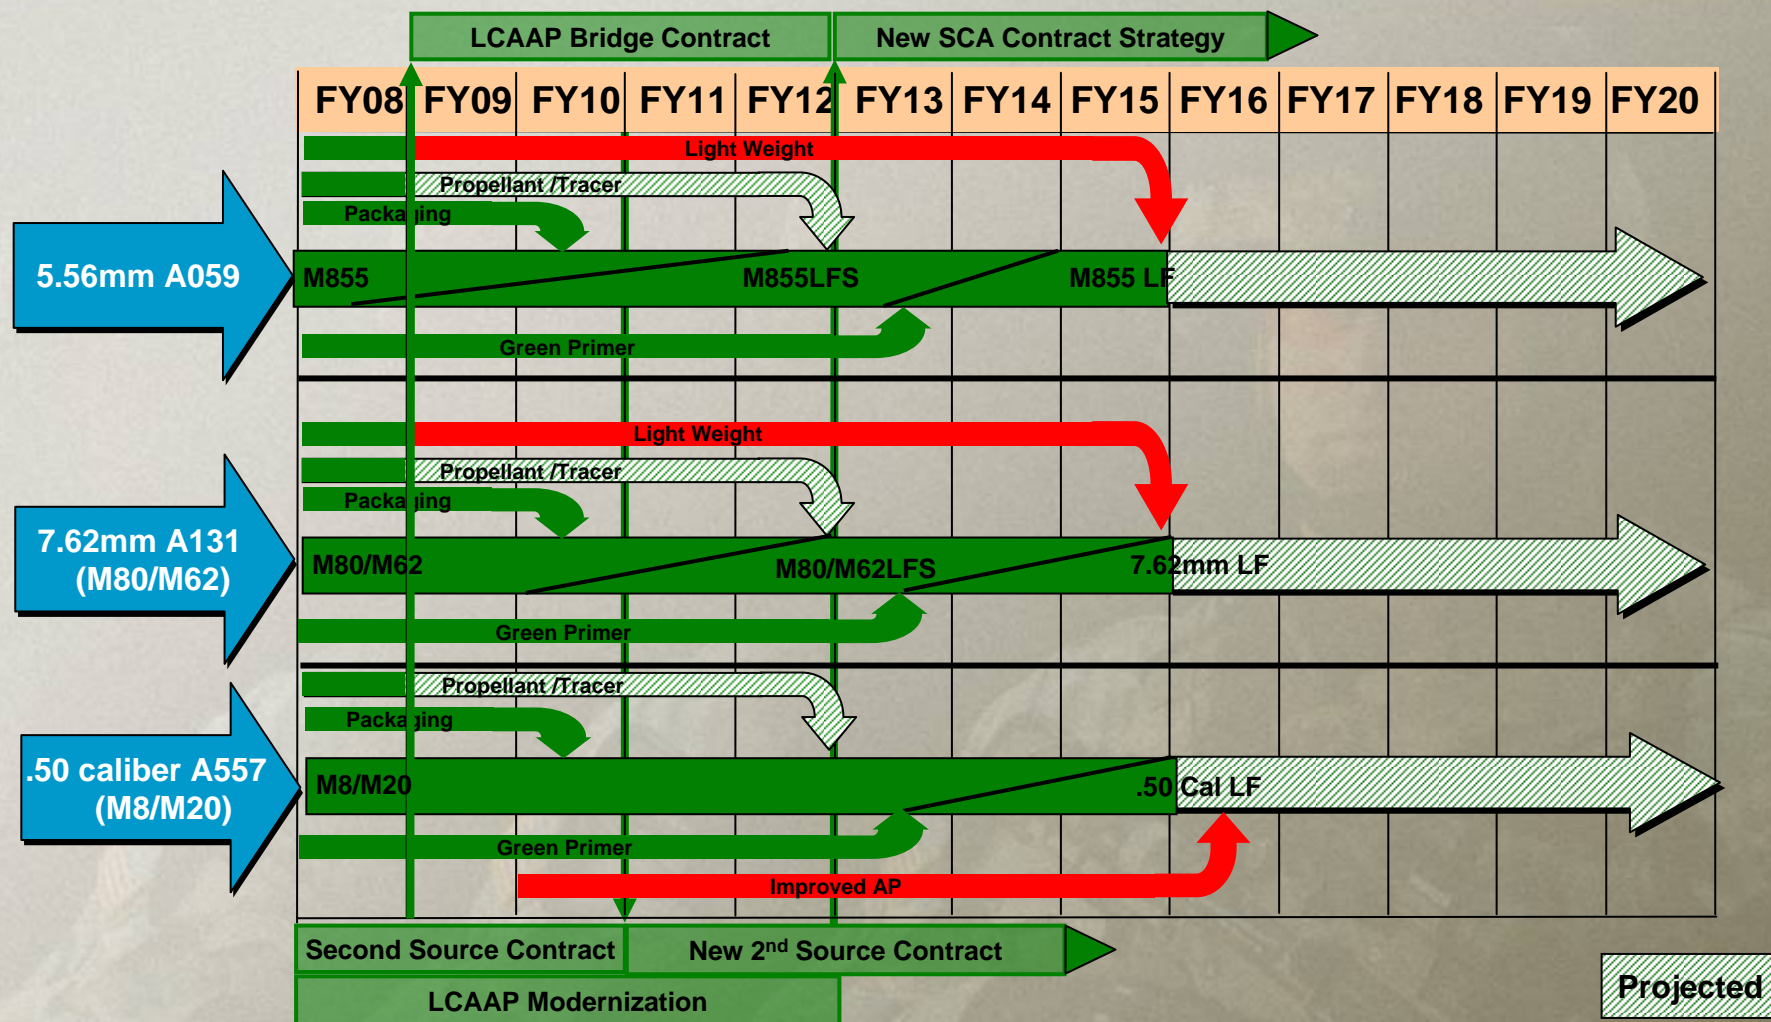 LCAAP Bridge Contract
New SCA Contract Strategy
FY08 FY09 FY10 FY11 FY12 FY13 FY14 FY15 FY16 FY17 FY18 FY19 FY20
Light Weight
Propellant /Tracer
Packaging
5.56mm A059
M855
M855LFS
M855 LF
Green Primer
Light Weight
Propellant /Tracer
Packaging
7.62mm A131
(M80/M62)
M80/M62
M80/M62LFS
7.62mm LF
Green Primer
Propellant /Tracer
Packaging
.50 caliber A557
(M8/M20)
M8/M20
.50 Cal LF
Green Primer
Improved AP
Second Source Contract
New 2nd Source Contract
LCAAP Modernization
Projected